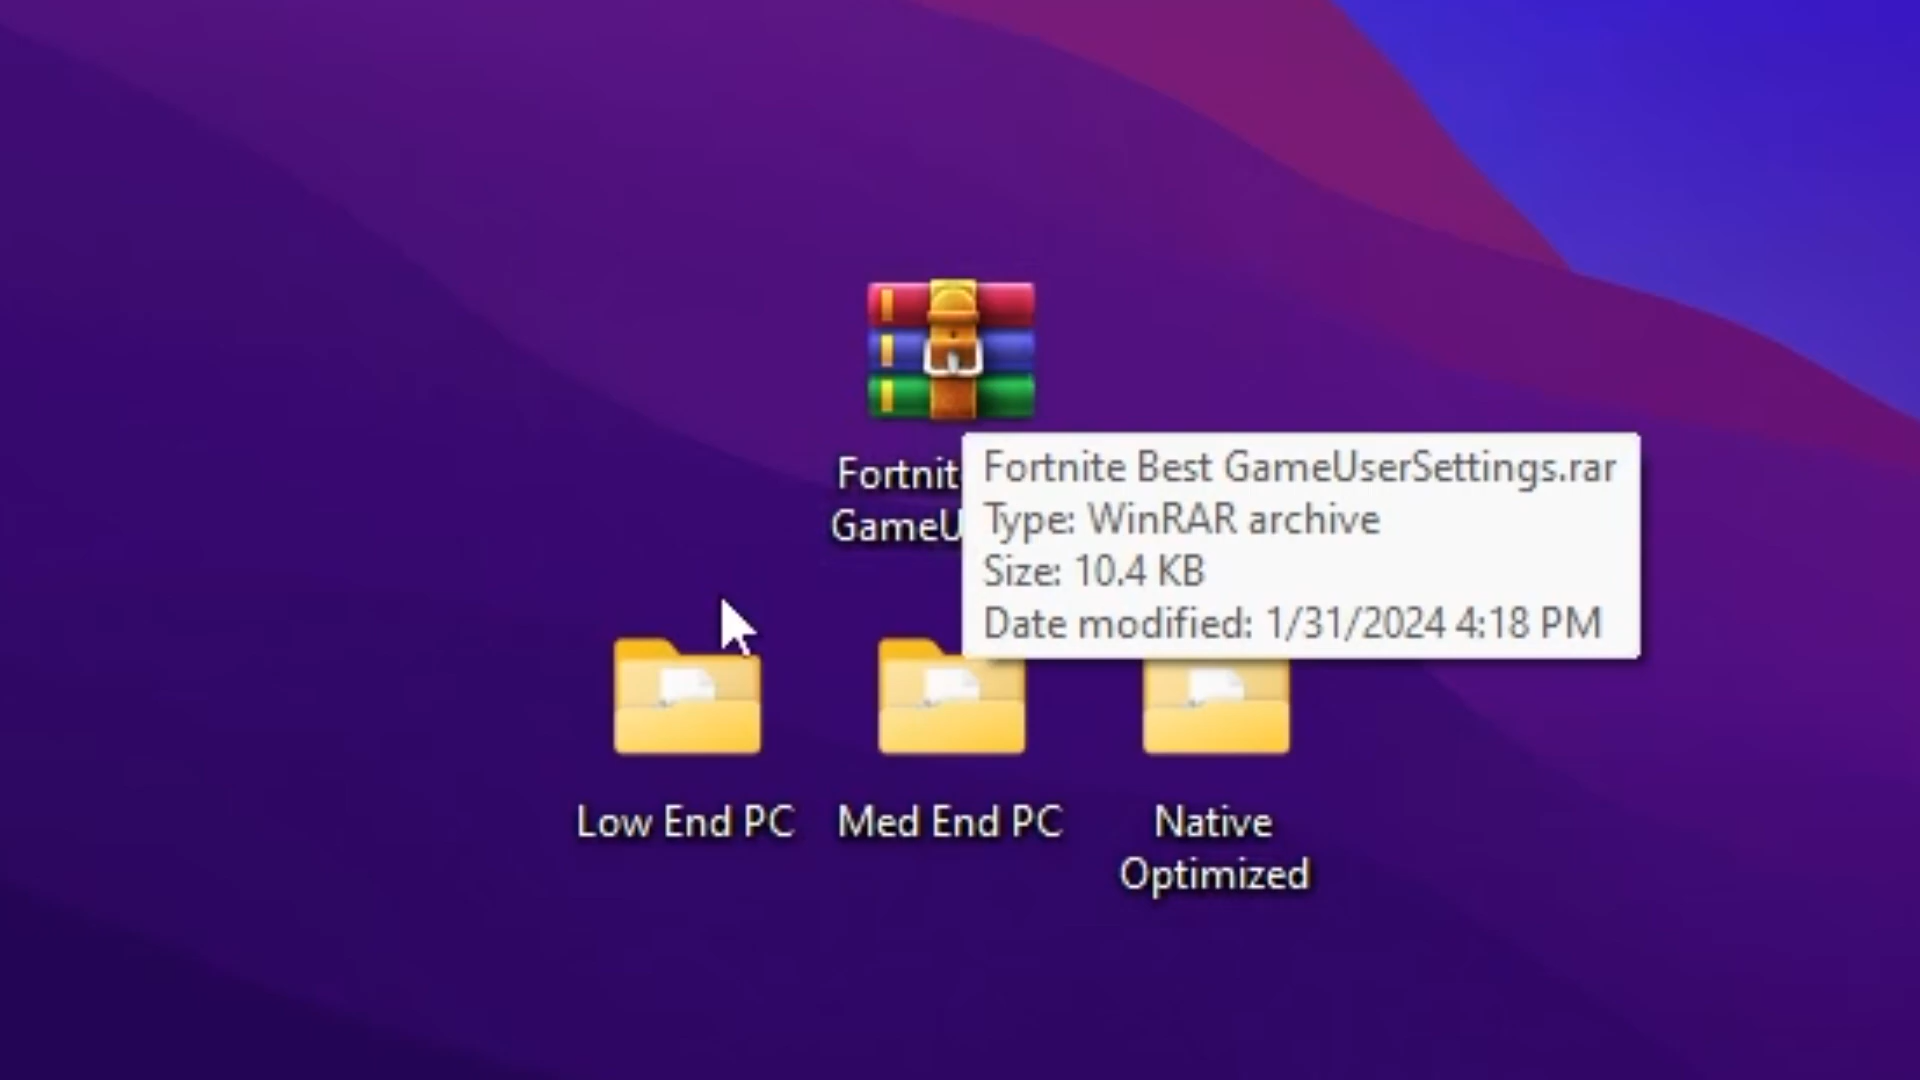 Fortnit
GameU
Fortnite Best GameUserSettings.rar
Type: WinRAR archive
Size: 10.4 KB
Date modified: 1/31/2024 4:18 PM
Low End PC
Med End PC
Native
Optimized